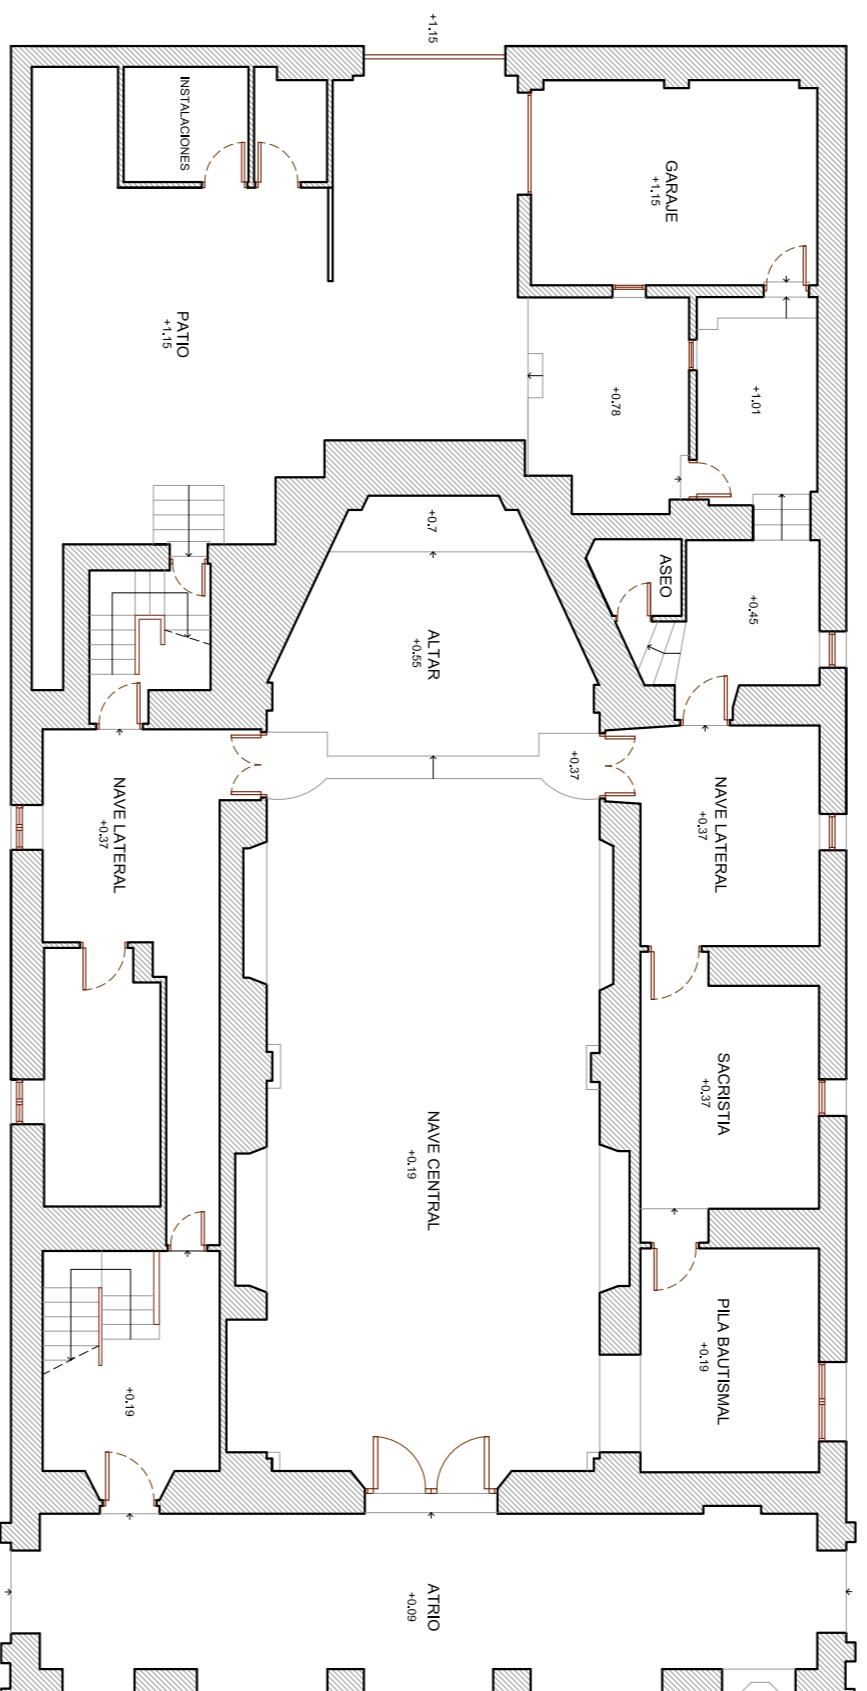 +1.15
INSTALACIONES
GARAJE
+1.15
PATIO
+1.15
+0.78
+1.01
+0.7
ASEO
+0.45
ALTAR
+0.55
NAVE LATERAL
+0.37
+0.37
NAVE LATERAL
+0.37
SACRISTIA
+0.37
NAVE CENTRAL
+0.19
PILA BAUTISMAL
+0.19
+0.19
ATRIO
+0.09